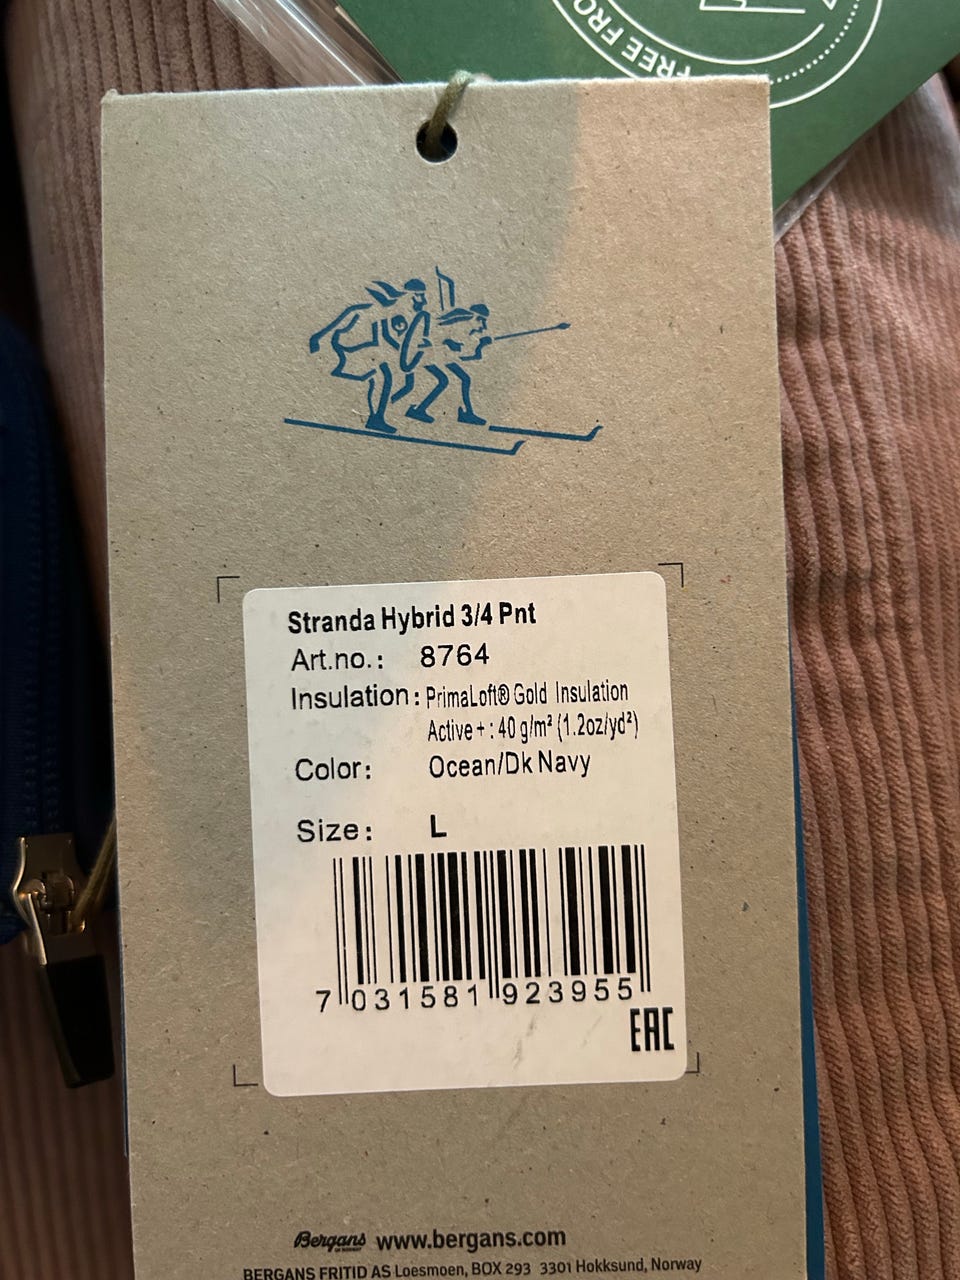 FREE FRO
Stranda Hybrid 3/4 Pnt
Art.no.: 8764
Insulation: PrimaLoft® Gold Insulation
Active+: 40 g/m² (1.2oz/yd²)
Color: Ocean/Dk Navy
Size: L
7 031581 923955
EAC
Bergans www.bergans.com
BERGANS FRITID AS Loesmoen, BOX 293 3301 Hokksund, Norway